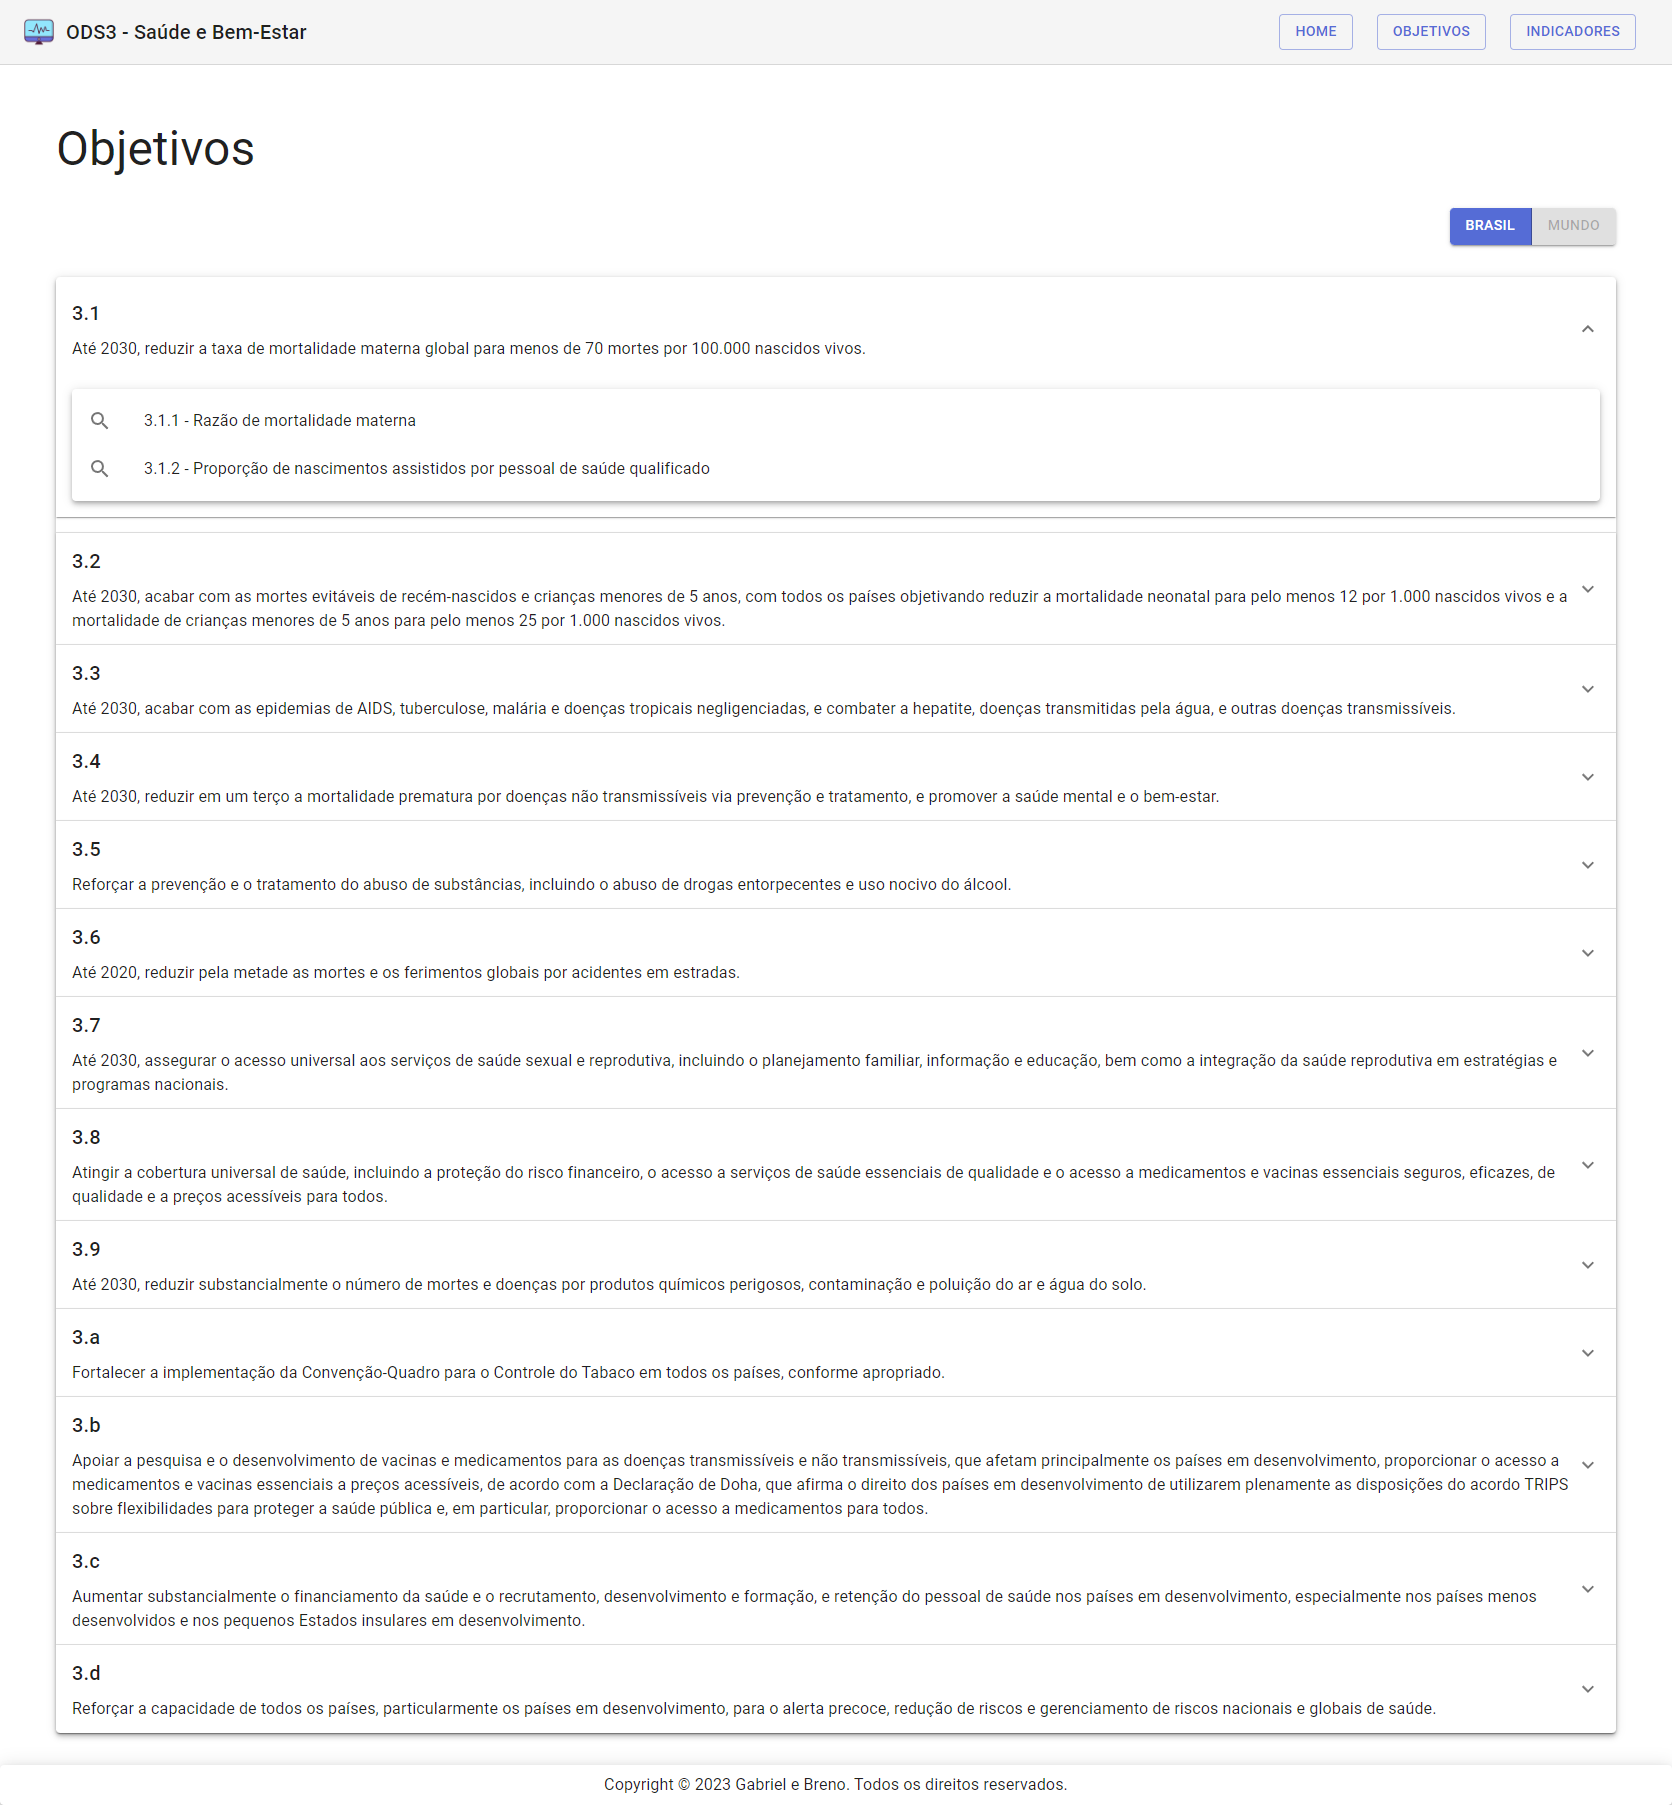 ODS3 - Saúde e Bem-Estar
HOME
OBJETIVOS
INDICADORES
Objetivos
BRASIL
MUNDO
3.1
Até 2030, reduzir a taxa de mortalidade materna global para menos de 70 mortes por 100.000 nascidos vivos.
3.1.1 - Razão de mortalidade materna
3.1.2 - Proporção de nascimentos assistidos por pessoal de saúde qualificado
3.2
Até 2030, acabar com as mortes evitáveis de recém-nascidos e crianças menores de 5 anos, com todos os países objetivando reduzir a mortalidade neonatal para pelo menos 12 por 1.000 nascidos vivos e a
mortalidade de crianças menores de 5 anos para pelo menos 25 por 1.000 nascidos vivos.
3.3
Até 2030, acabar com as epidemias de AIDS, tuberculose, malária e doenças tropicais negligenciadas, e combater a hepatite, doenças transmitidas pela água, e outras doenças transmissíveis.
3.4
Até 2030, reduzir em um terço a mortalidade prematura por doenças não transmissíveis via prevenção e tratamento, e promover a saúde mental e o bem-estar.
3.5
Reforçar a prevenção e o tratamento do abuso de substâncias, incluindo o abuso de drogas entorpecentes e uso nocivo do álcool.
3.6
Até 2020, reduzir pela metade as mortes e os ferimentos globais por acidentes em estradas.
3.7
Até 2030, assegurar o acesso universal aos serviços de saúde sexual e reprodutiva, incluindo o planejamento familiar, informação e educação, bem como a integração da saúde reprodutiva em estratégias e
programas nacionais.
3.8
Atingir a cobertura universal de saúde, incluindo a proteção do risco financeiro, o acesso a serviços de saúde essenciais de qualidade e o acesso a medicamentos e vacinas essenciais seguros, eficazes, de
qualidade e a preços acessíveis para todos.
3.9
Até 2030, reduzir substancialmente o número de mortes e doenças por produtos químicos perigosos, contaminação e poluição do ar e água do solo.
3.a
Fortalecer a implementação da Convenção-Quadro para o Controle do Tabaco em todos os países, conforme apropriado.
3.b
Apoiar a pesquisa e o desenvolvimento de vacinas e medicamentos para as doenças transmissíveis e não transmissíveis, que afetam principalmente os países em desenvolvimento, proporcionar o acesso a
medicamentos e vacinas essenciais a preços acessíveis, de acordo com a Declaração de Doha, que afirma o direito dos países em desenvolvimento de utilizarem plenamente as disposições do acordo TRIPS
sobre flexibilidades para proteger a saúde pública e, em particular, proporcionar o acesso a medicamentos para todos.
3.c
Aumentar substancialmente o financiamento da saúde e o recrutamento, desenvolvimento e formação, e retenção do pessoal de saúde nos países em desenvolvimento, especialmente nos países menos
desenvolvidos e nos pequenos Estados insulares em desenvolvimento.
3.d
Reforçar a capacidade de todos os países, particularmente os países em desenvolvimento, para o alerta precoce, redução de riscos e gerenciamento de riscos nacionais e globais de saúde.
Copyright © 2023 Gabriel e Breno. Todos os direitos reservados.